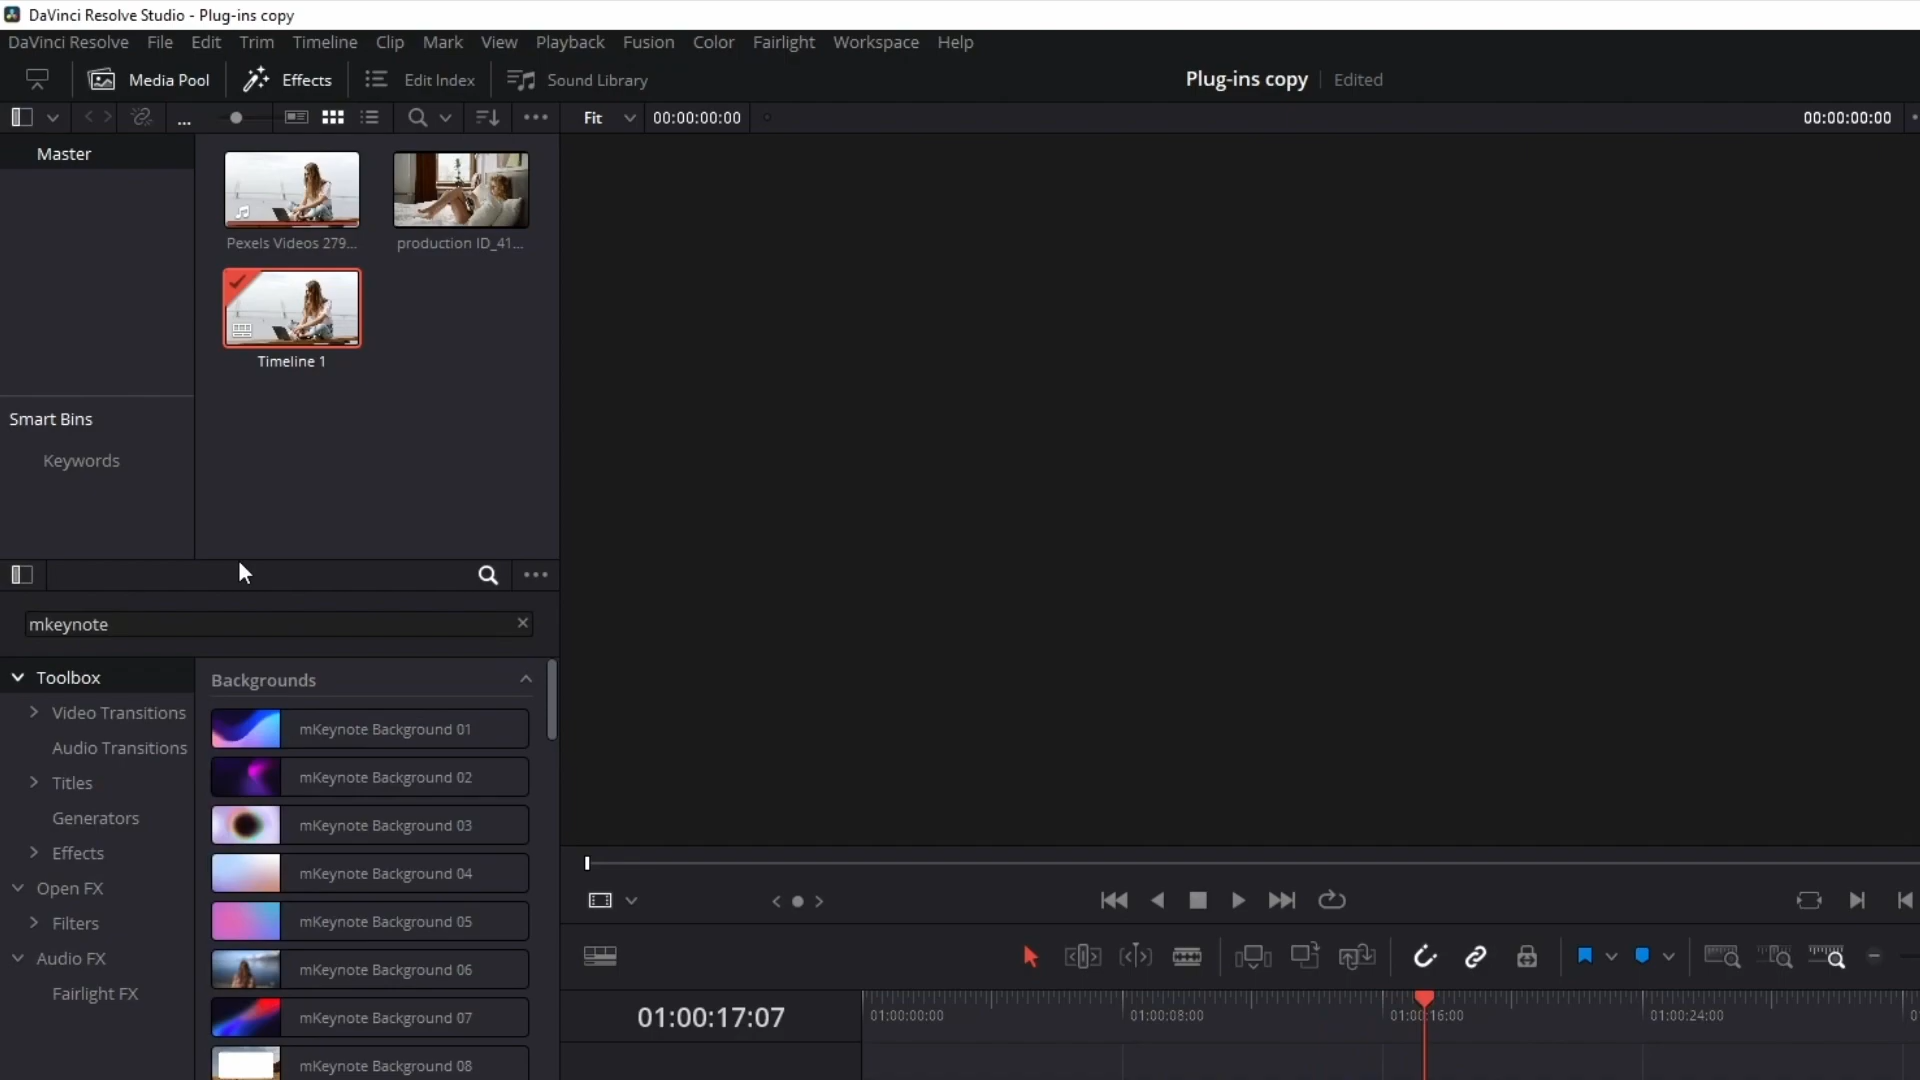 DaVinci Resolve Studio - Plug-ins copy
DaVinci Resolve File Edit Trim Timeline Clip Mark View Playback Fusion Color Fairlight Workspace Help
Media Pool Effects Edit Index Sound Library Plug-ins copy Edited
... Fit 00:00:00:00 00:00:00:00
Master
Pexels Videos 279... production ID_41...
Timeline 1
Smart Bins
Keywords
mkeynote
Toolbox
Video Transitions
Audio Transitions
Titles
Generators
Effects
Open FX
Filters
Audio FX
Fairlight FX
Backgrounds
mKeynote Background 01
mKeynote Background 02
mKeynote Background 03
mKeynote Background 04
mKeynote Background 05
mKeynote Background 06
mKeynote Background 07
mKeynote Background 08
01:00:17:07 01:00:00:00 01:00:08:00 01:00:16:00 01:00:24:00